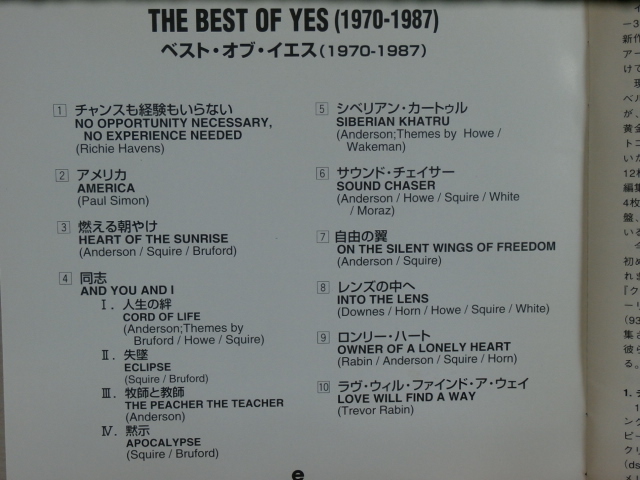 THE BEST OF YES (1970-1987)
ベスト・オブ・イエス(1970-1987)
1 チャンスも経験もいらない
NO OPPORTUNITY NECESSARY,
NO EXPERIENCE NEEDED
(Richie Havens)
2 アメリカ
AMERICA
(Paul Simon)
3 燃える朝やけ
HEART OF THE SUNRISE
(Anderson / Squire / Bruford)
4 同志
AND YOU AND I
Ⅰ. 人生の絆
CORD OF LIFE
(Anderson;Themes by
Bruford / Howe / Squire)
Ⅱ. 失墜
ECLIPSE
(Squire / Bruford)
Ⅲ. 牧師と教師
THE PEACHER THE TEACHER
(Anderson)
Ⅳ. 黙示
APOCALYPSE
(Squire / Bruford)
5 シベリアン・カートゥル
SIBERIAN KHATRU
(Anderson;Themes by Howe /
Wakeman)
6 サウンド・チェイサー
SOUND CHASER
(Anderson / Howe / Squire / White
/ Moraz)
7 自由の翼
ON THE SILENT WINGS OF FREEDOM
(Anderson / Squire)
8 レンズの中へ
INTO THE LENS
(Downes / Horn / Howe / Squire / White)
9 ロンリー・ハート
OWNER OF A LONELY HEART
(Rabin / Anderson / Squire / Horn)
10 ラヴ・ウィル・ファインド・ア・ウェイ
LOVE WILL FIND A WAY
(Trevor Rabin)
e